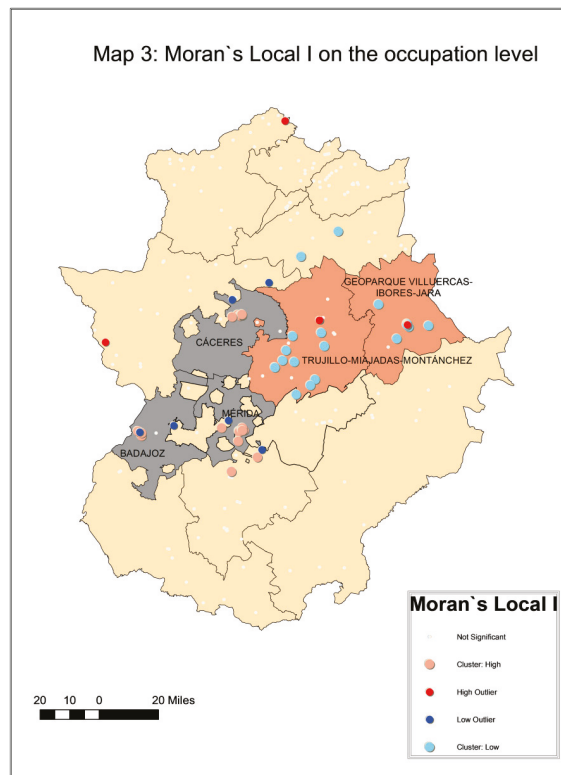 Map 3: Moran`s Local I on the occupation level
GEOPARQUE VILLUERCAS-
IBORES-JARA
CÁCERES
TRUJILLO-MIAJADAS-MONTÁNCHEZ
MÉRIDA
BADAJOZ
Moran`s Local I
Not Significant
Cluster: High
High Outlier
Low Outlier
Cluster: Low
20 10 0 20 Miles